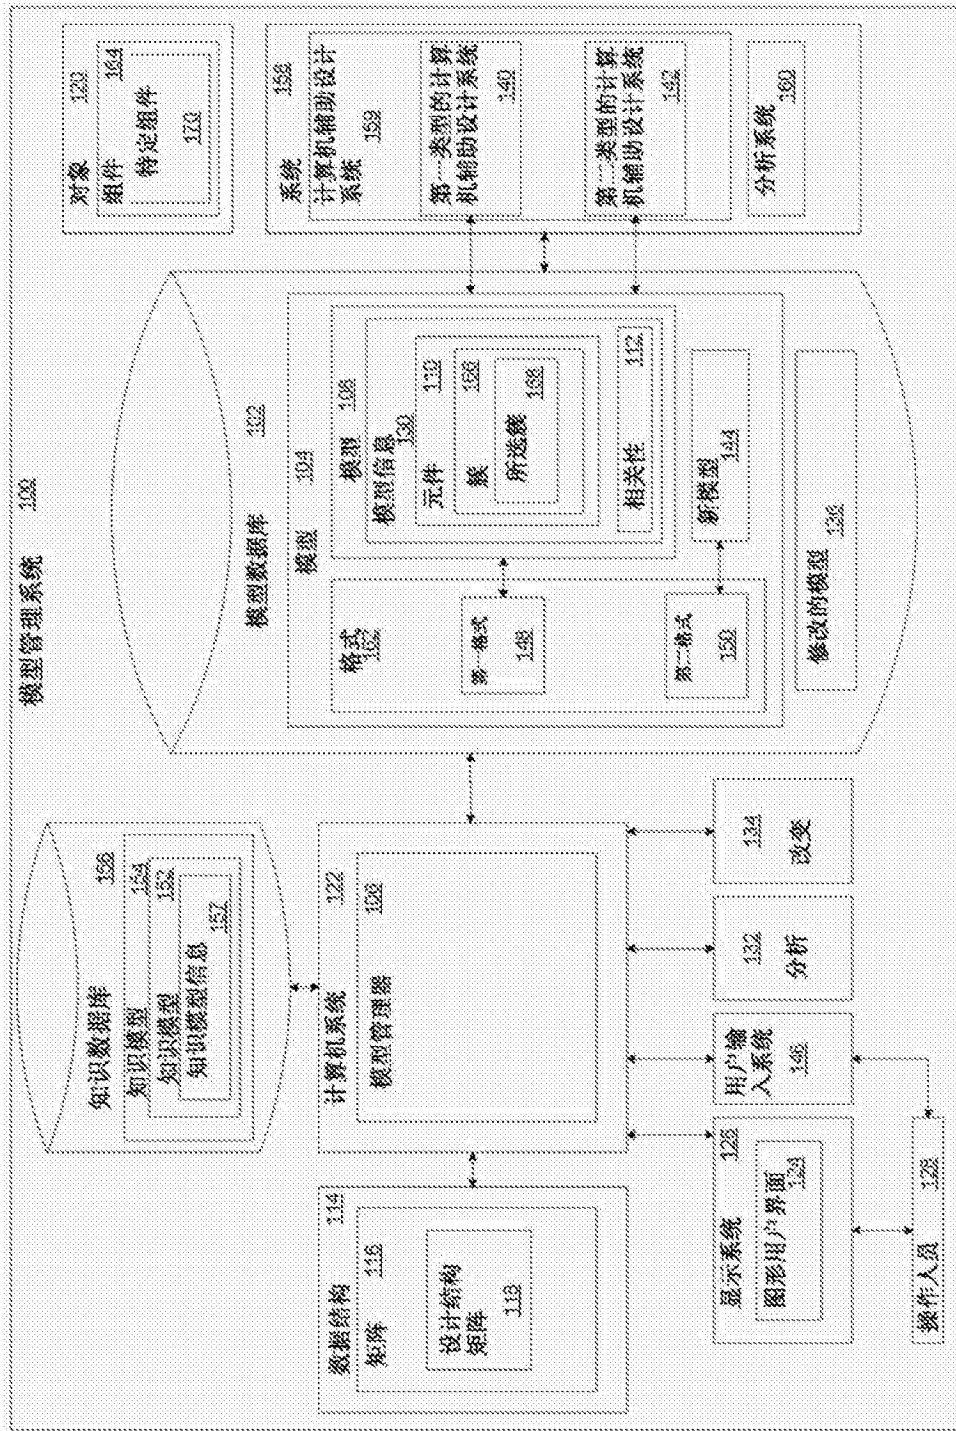 模型管理系统 100
知识数据库 156
知识模型 154
知识模型 152
知识模型信息
157
模型数据库 102
模型 104
格式
162
第一格式
148
第二格式
150
模型 108
模型信息
130
元件 110
簇 166
所选簇
168
相关性 112
新模型
144
修改的模型
136
对象 120
组件 164
特定组件
170
系统 158
计算机辅助设计
系统 159
第一类型的计算
机辅助设计系统
140
第二类型的计算
机辅助设计系统
142
分析系统
160
数据结构 114
矩阵 116
设计结构
矩阵
118
计算机系统 122
模型管理器 106
显示系统 126
图形用户界面
124
用户输
入系统
146
132
分析
134
改变
操作人员 128